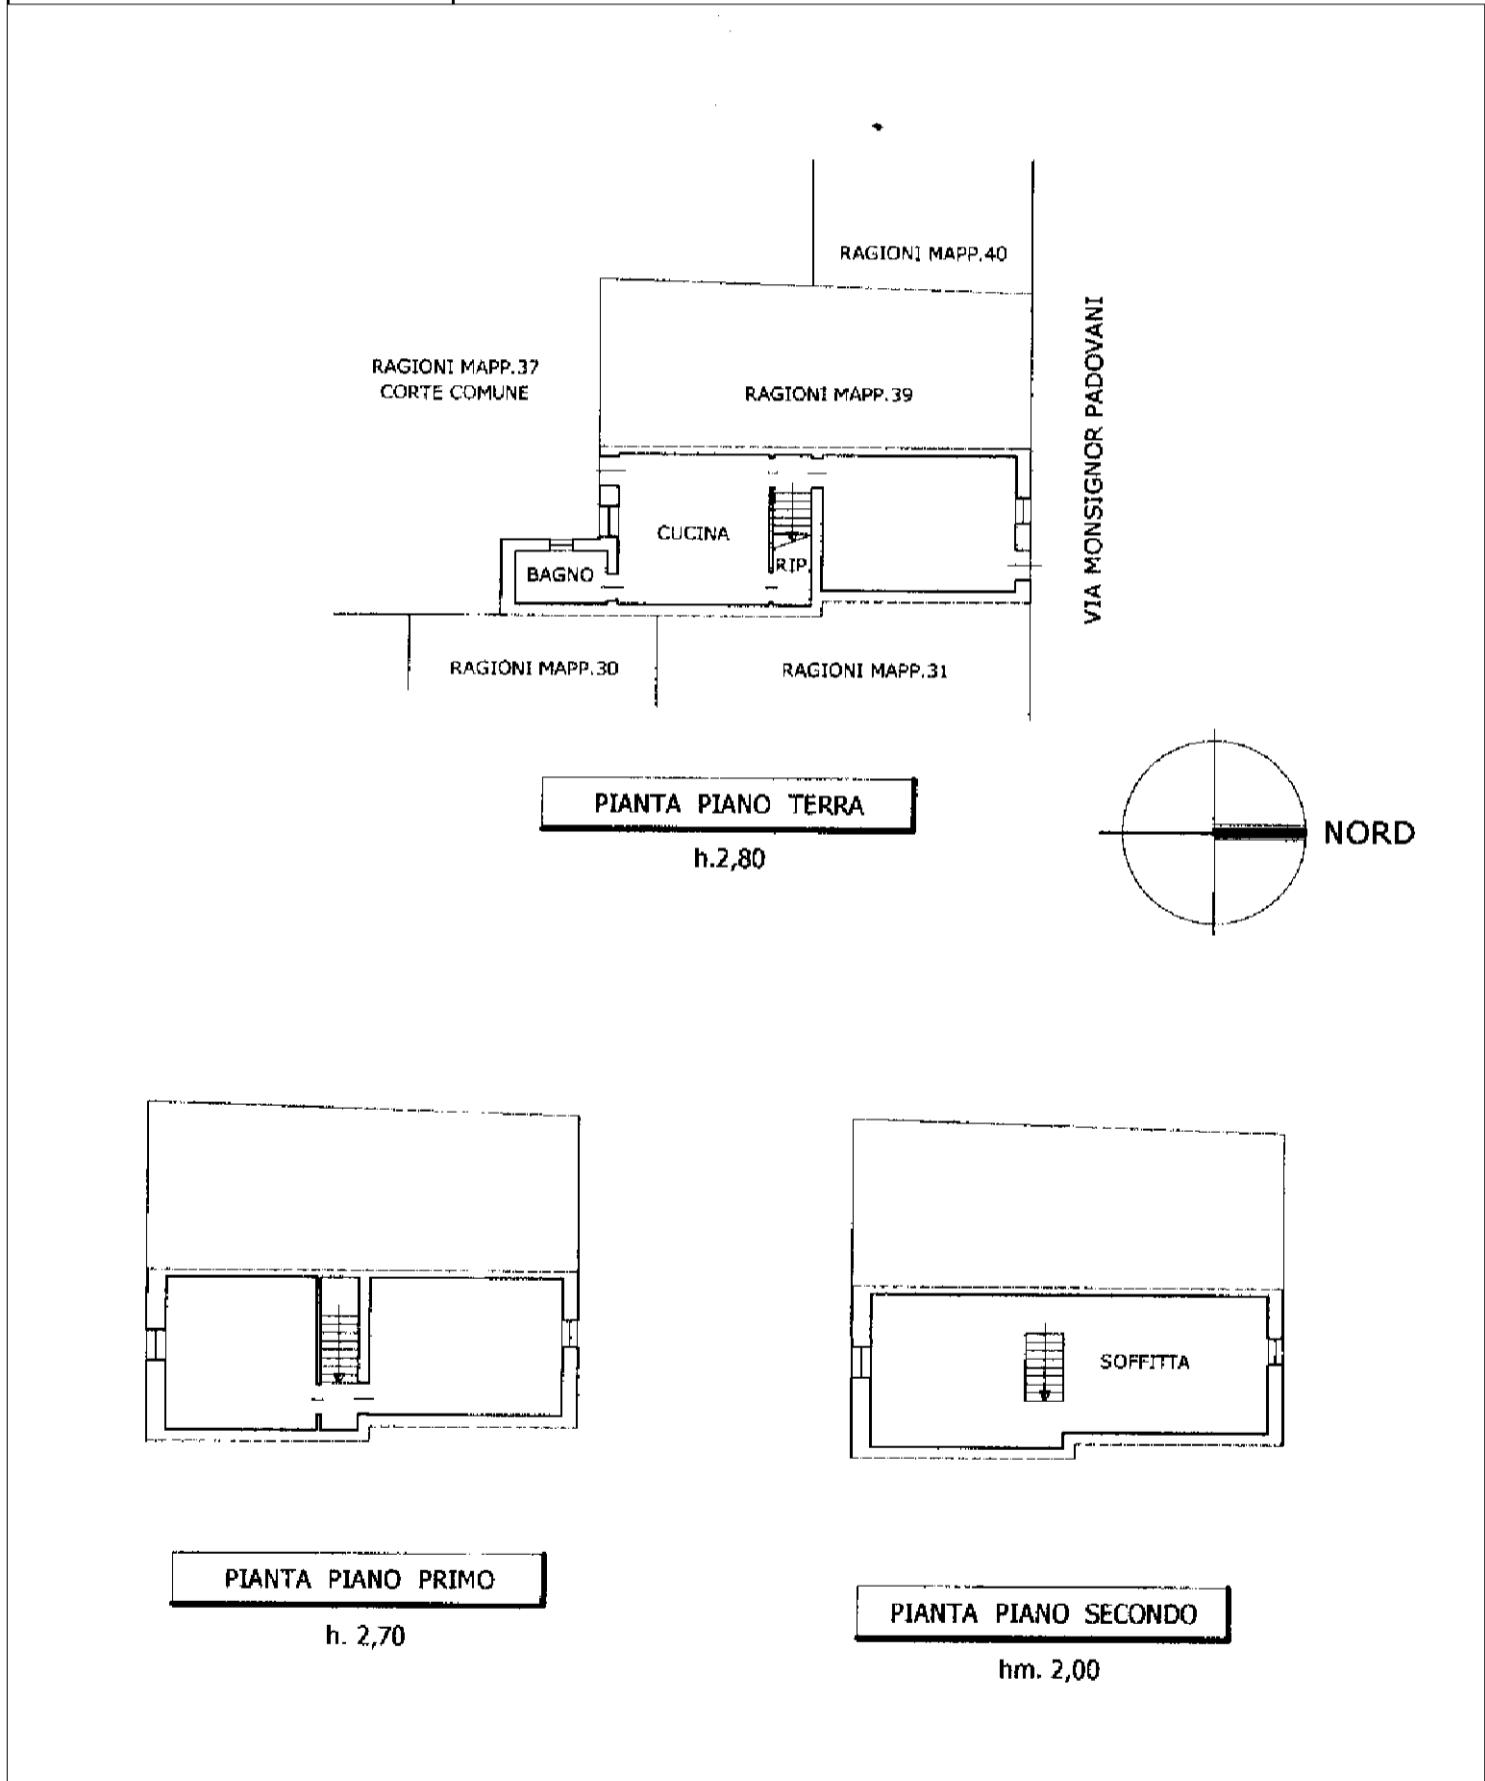 RAGIONI MAPP.40
RAGIONI MAPP.37
CORTE COMUNE
RAGIONI MAPP.39
VIA MONSIGNOR PADOVANI
CUCINA
BAGNO
RIP.
RAGIONI MAPP.30
RAGIONI MAPP.31
PIANTA PIANO TERRA
h.2,80
NORD
SOFFITTA
PIANTA PIANO PRIMO
h. 2,70
PIANTA PIANO SECONDO
hm. 2,00